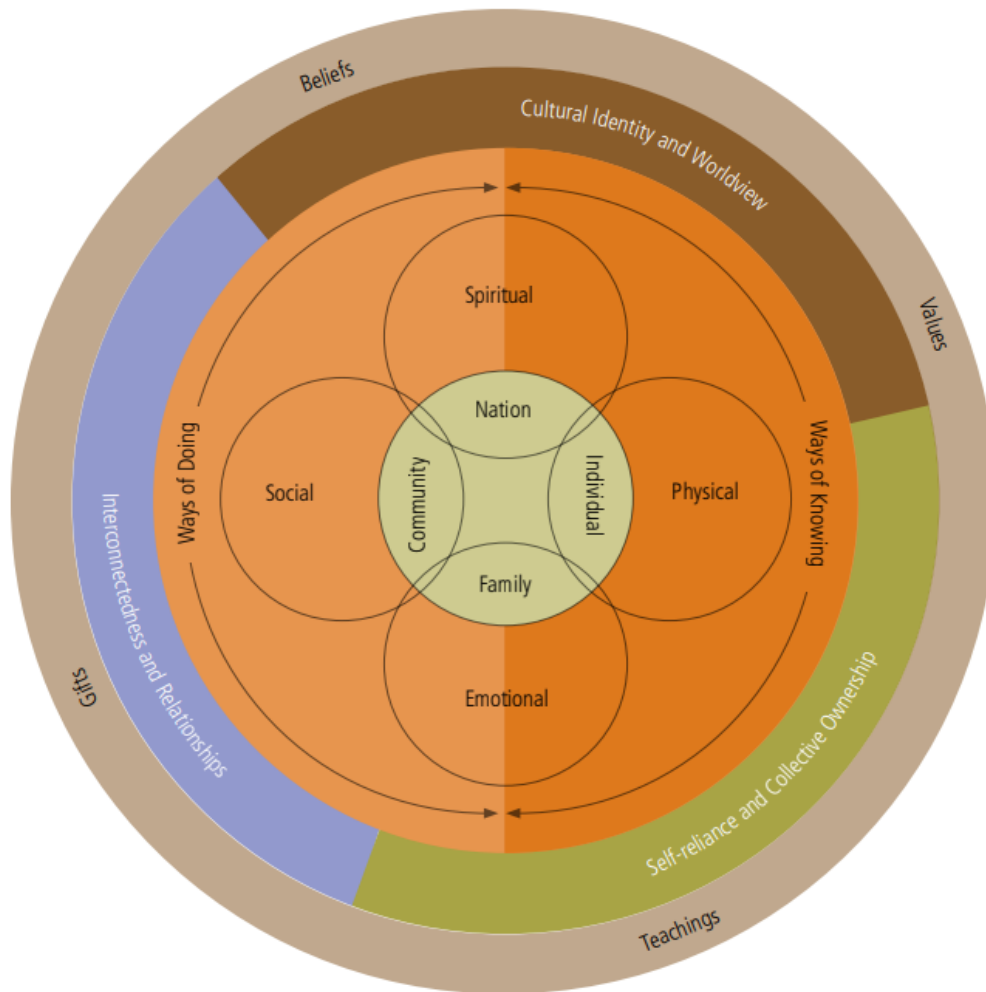 Beliefs
Cultural Identity and Worldview
Values
Spiritual
Nation
Ways of Doing
Social
Community
Individual
Physical
Ways of Knowing
Family
Emotional
Interconnectedness and Relationships
Gifts
Self-reliance and Collective Ownership
Teachings